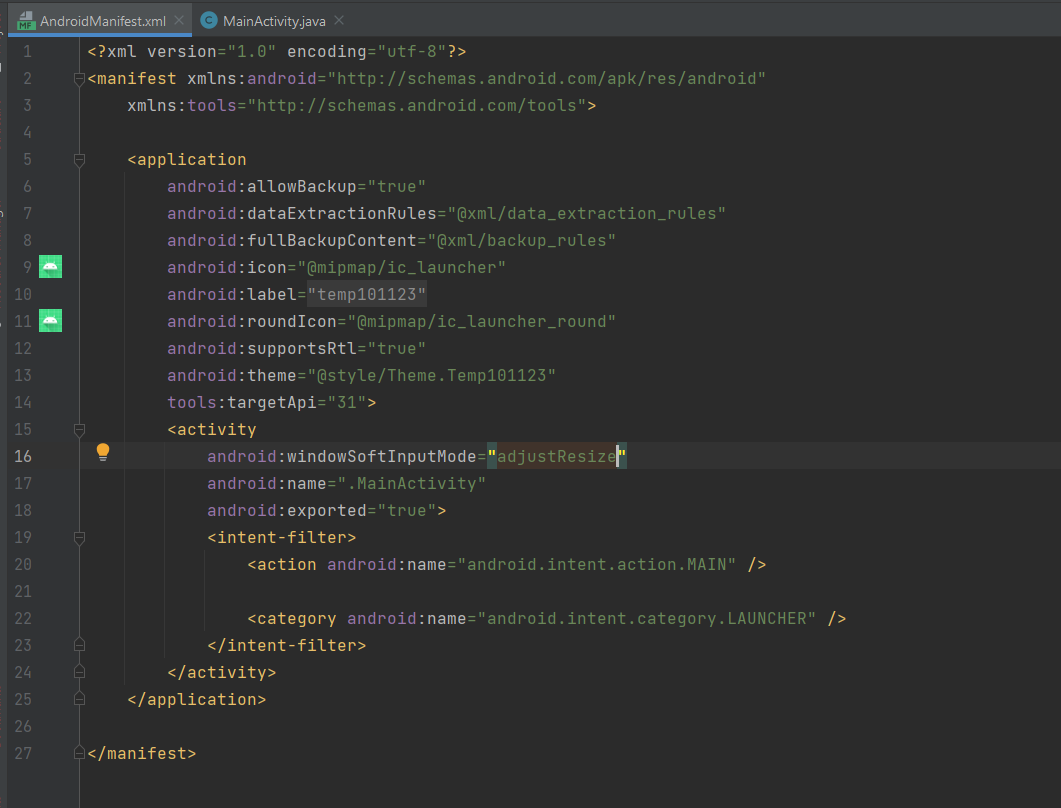 AndroidManifest.xml MainActivity.java
1 <?xml version="1.0" encoding="utf-8"?>
2 <manifest xmlns:android="http://schemas.android.com/apk/res/android"
3 xmlns:tools="http://schemas.android.com/tools">
4
5 <application
6 android:allowBackup="true"
7 android:dataExtractionRules="@xml/data_extraction_rules"
8 android:fullBackupContent="@xml/backup_rules"
9 android:icon="@mipmap/ic_launcher"
10 android:label="temp101123"
11 android:roundIcon="@mipmap/ic_launcher_round"
12 android:supportsRtl="true"
13 android:theme="@style/Theme.Temp101123"
14 tools:targetApi="31">
15 <activity
16 android:windowSoftInputMode="adjustResize"
17 android:name=".MainActivity"
18 android:exported="true">
19 <intent-filter>
20 <action android:name="android.intent.action.MAIN" />
21
22 <category android:name="android.intent.category.LAUNCHER" />
23 </intent-filter>
24 </activity>
25 </application>
26
27 </manifest>